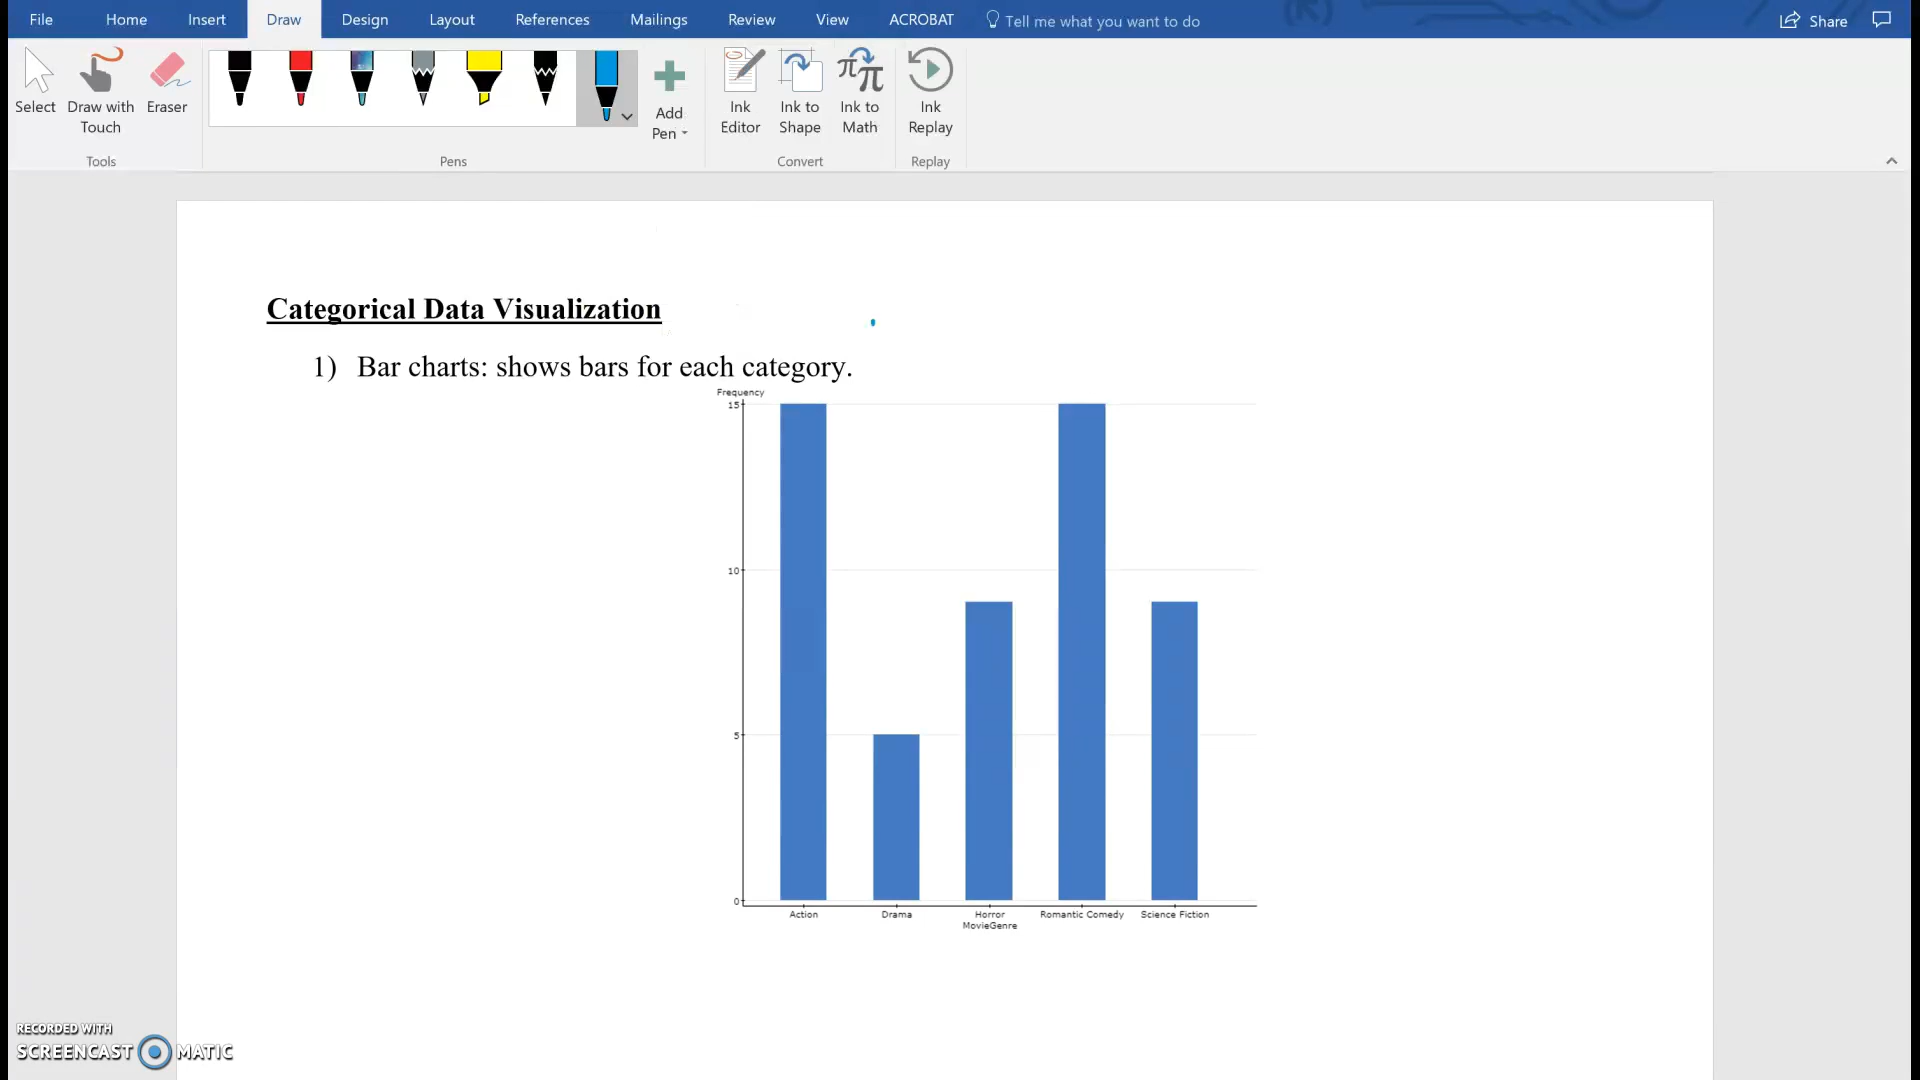 File Home Insert Draw Design Layout References Mailings Review View ACROBAT Tell me what you want to do Share
Select Draw with Touch Eraser Add Pen Ink Editor Ink to Shape Ink to Math Ink Replay
Tools Pens Convert Replay
Categorical Data Visualization
1) Bar charts: shows bars for each category.
Frequency
15
10
5
0
Action Drama Horror Romantic Comedy Science Fiction
MovieGenre
RECORDED WITH
SCREENCAST MATIC